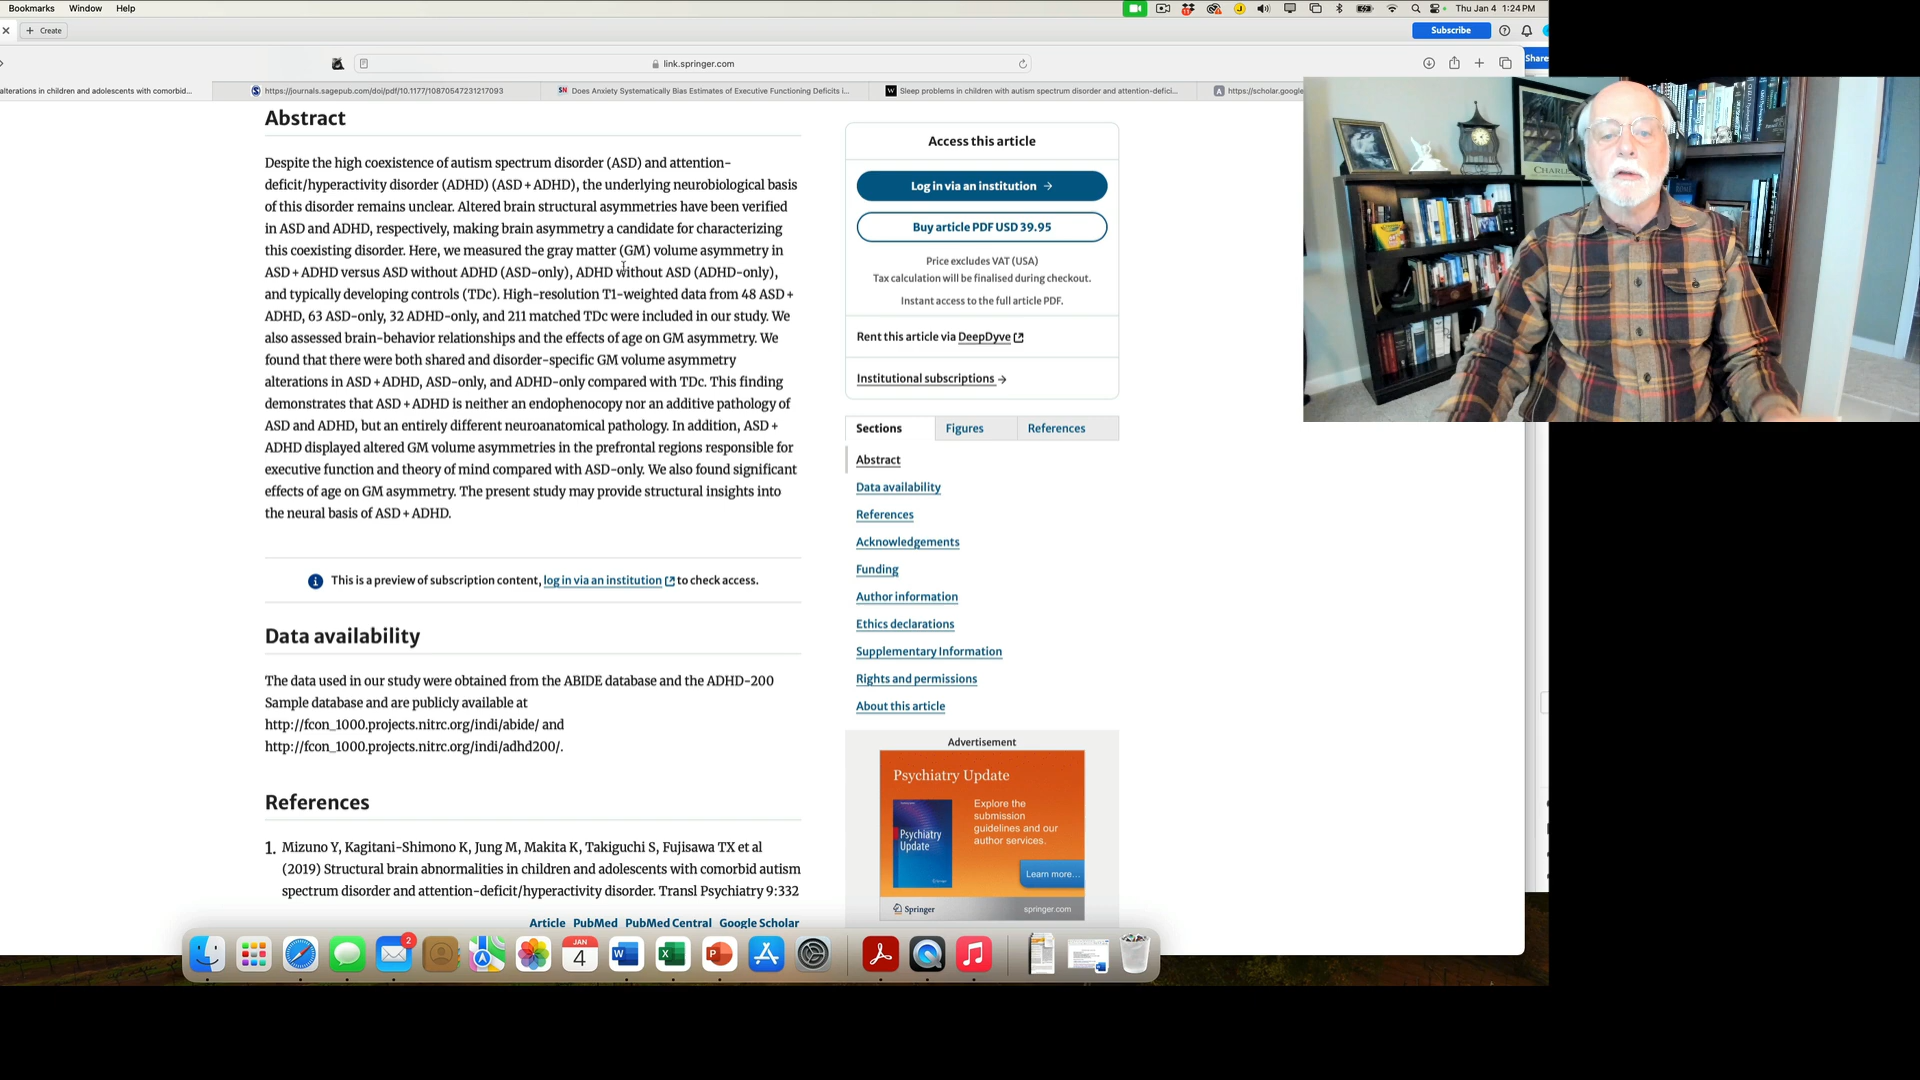 Bookmarks Window Help
Thu Jan 4 1:24 PM
+ Create
Subscribe
Share
link.springer.com
alterations in children and adolescents with comorbid...
https://journals.sagepub.com/doi/pdf/10.1177/10870547231217093
SN Does Anxiety Systematically Bias Estimates of Executive Functioning Deficits i...
W Sleep problems in children with autism spectrum disorder and attention-defici...
A https://scholar.google
CHARLE
Abstract
Despite the high coexistence of autism spectrum disorder (ASD) and attention-
deficit/hyperactivity disorder (ADHD) (ASD + ADHD), the underlying neurobiological basis
of this disorder remains unclear. Altered brain structural asymmetries have been verified
in ASD and ADHD, respectively, making brain asymmetry a candidate for characterizing
this coexisting disorder. Here, we measured the gray matter (GM) volume asymmetry in
ASD + ADHD versus ASD without ADHD (ASD-only), ADHD without ASD (ADHD-only),
and typically developing controls (TDc). High-resolution T1-weighted data from 48 ASD +
ADHD, 63 ASD-only, 32 ADHD-only, and 211 matched TDc were included in our study. We
also assessed brain-behavior relationships and the effects of age on GM asymmetry. We
found that there were both shared and disorder-specific GM volume asymmetry
alterations in ASD + ADHD, ASD-only, and ADHD-only compared with TDc. This finding
demonstrates that ASD + ADHD is neither an endophenocopy nor an additive pathology of
ASD and ADHD, but an entirely different neuroanatomical pathology. In addition, ASD +
ADHD displayed altered GM volume asymmetries in the prefrontal regions responsible for
executive function and theory of mind compared with ASD-only. We also found significant
effects of age on GM asymmetry. The present study may provide structural insights into
the neural basis of ASD + ADHD.
i This is a preview of subscription content, log in via an institution to check access.
Data availability
The data used in our study were obtained from the ABIDE database and the ADHD-200
Sample database and are publicly available at
http://fcon_1000.projects.nitrc.org/indi/abide/ and
http://fcon_1000.projects.nitrc.org/indi/adhd200/.
References
1. Mizuno Y, Kagitani-Shimono K, Jung M, Makita K, Takiguchi S, Fujisawa TX et al
(2019) Structural brain abnormalities in children and adolescents with comorbid autism
spectrum disorder and attention-deficit/hyperactivity disorder. Transl Psychiatry 9:332
Article PubMed PubMed Central Google Scholar
Access this article
Log in via an institution →
Buy article PDF USD 39.95
Price excludes VAT (USA)
Tax calculation will be finalised during checkout.
Instant access to the full article PDF.
Rent this article via DeepDyve
Institutional subscriptions →
Sections Figures References
Abstract
Data availability
References
Acknowledgements
Funding
Author information
Ethics declarations
Supplementary Information
Rights and permissions
About this article
Advertisement
Psychiatry Update
Explore the
submission
guidelines and our
author services.
Psychiatry
Update
Learn more...
Springer
springer.com
2
JAN
4